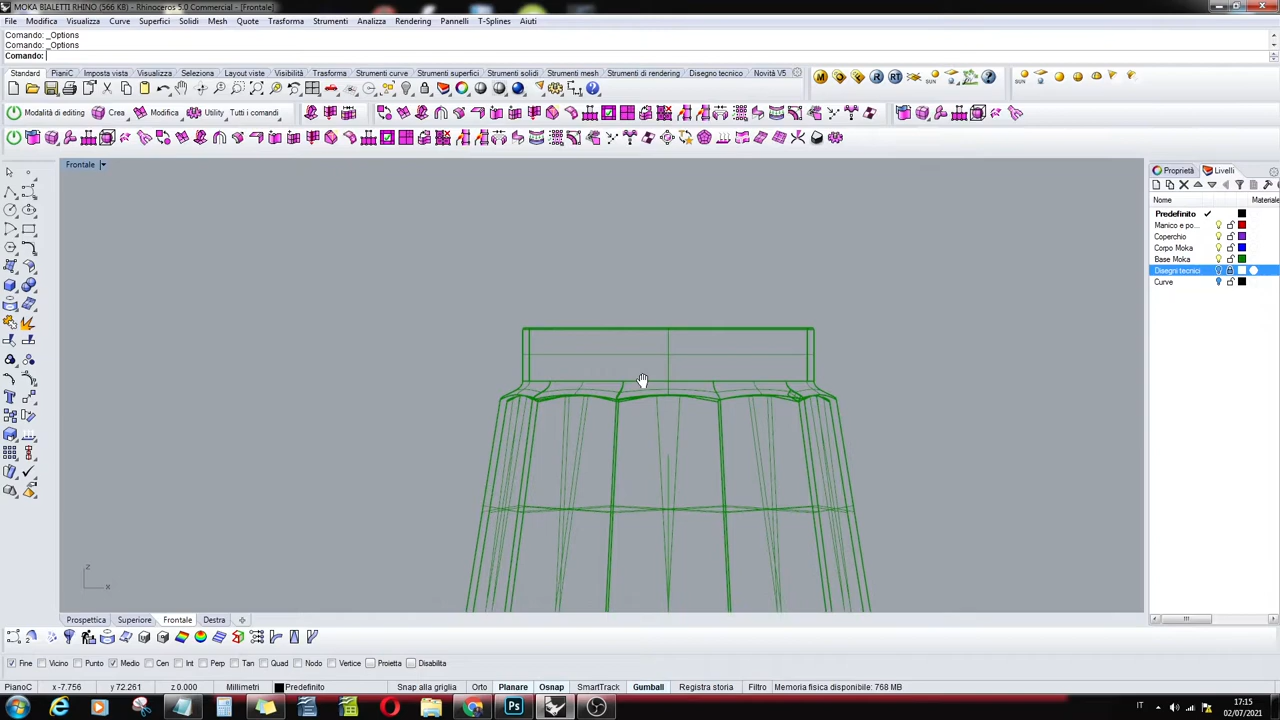 MOKA BIALETTI RHINO (566 KB) - Rhinoceros 5.0 Commercial - [Frontale]
File Modifica Visualizza Curve Superfici Solidi Mesh Quote Trasforma Strumenti Analizza Rendering Pannelli T-Splines Aiuti
Comando: _Options
Comando: _Options
Comando:
Standard PianiC Imposta vista Visualizza Seleziona Layout viste Visibilità Trasforma Strumenti curve Strumenti superfici Strumenti solidi Strumenti mesh Strumenti di rendering Disegno tecnico Novità V5
Modalità di editing Crea Modifica Utility Tutti i comandi
Frontale
Proprietà Livelli
Nome Materiale
Predefinito
Manico e po...
Coperchio
Corpo Moka
Base Moka
Disegni tecnici
Curve
z
x
Prospettica Superiore Frontale Destra
Fine Vicino Punto Medio Cen Int Perp Tan Quad Nodo Vertice Proietta Disabilita
PianoC x -7.756 y 72.261 z 0.000 Millimetri Predefinito Snap alla griglia Orto Planare Osnap SmartTrack Gumball Registra storia Filtro Memoria fisica disponibile: 768 MB
IT 17:15
02/07/2021